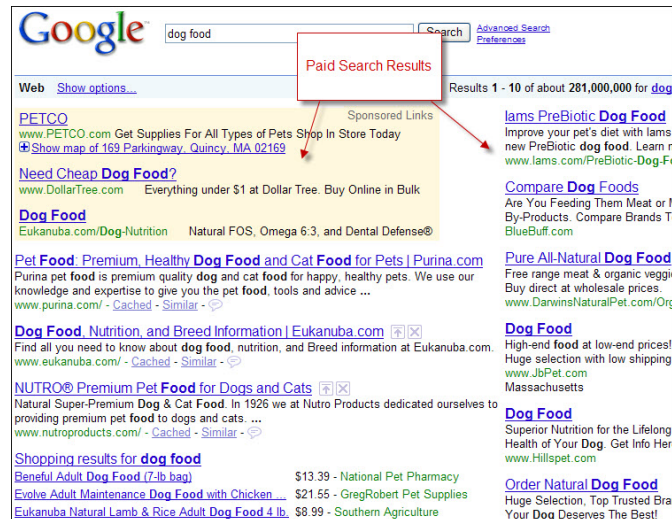 Google™
dog food
Search
Advanced Search
Preferences
Paid Search Results
Web Show options...
Results 1 - 10 of about 281,000,000 for dog
PETCO
Sponsored Links
www.PETCO.com Get Supplies For All Types of Pets Shop In Store Today
Show map of 169 Parkingway, Quincy, MA 02169
Need Cheap Dog Food?
www.DollarTree.com Everything under $1 at Dollar Tree. Buy Online in Bulk
Dog Food
Eukanuba.com/Dog-Nutrition Natural FOS, Omega 6:3, and Dental Defense®
Pet Food: Premium, Healthy Dog Food and Cat Food for Pets | Purina.com
Purina pet food is premium quality dog and cat food for happy, healthy pets. We use our
knowledge and expertise to give you the pet food, tools and advice ...
www.purina.com/ - Cached - Similar -
Dog Food, Nutrition, and Breed Information | Eukanuba.com
Find all you need to know about dog food, nutrition, and Breed information at Eukanuba.com.
www.eukanuba.com/ - Cached - Similar -
NUTRO® Premium Pet Food for Dogs and Cats
Natural Super-Premium Dog & Cat Food. In 1926 we at Nutro Products dedicated ourselves to
providing premium pet food to dogs and cats. ...
www.nutroproducts.com/ - Cached - Similar -
Shopping results for dog food
Beneful Adult Dog Food (7-lb bag) $13.39 - National Pet Pharmacy
Evolve Adult Maintenance Dog Food with Chicken ... $21.55 - GregRobert Pet Supplies
Eukanuba Natural Lamb & Rice Adult Dog Food 4 lb. $8.99 - Southern Agriculture
Iams PreBiotic Dog Food
Improve your pet's diet with Iams
new PreBiotic dog food. Learn
www.Iams.com/PreBiotic-Dog-F
Compare Dog Foods
Are You Feeding Them Meat or
By-Products. Compare Brands T
BlueBuff.com
Pure All-Natural Dog Food
Free range meat & organic veggi
Buy direct at wholesale prices.
www.DarwinsNaturalPet.com/Org
Dog Food
High-end food at low-end prices!
Huge selection with low shipping
www.JbPet.com
Massachusetts
Dog Food
Superior Nutrition for the Lifelong
Health of Your Dog. Get Info Her
www.Hillspet.com
Order Natural Dog Food
Huge Selection, Top Trusted Bra
Your Dog Deserves The Best!